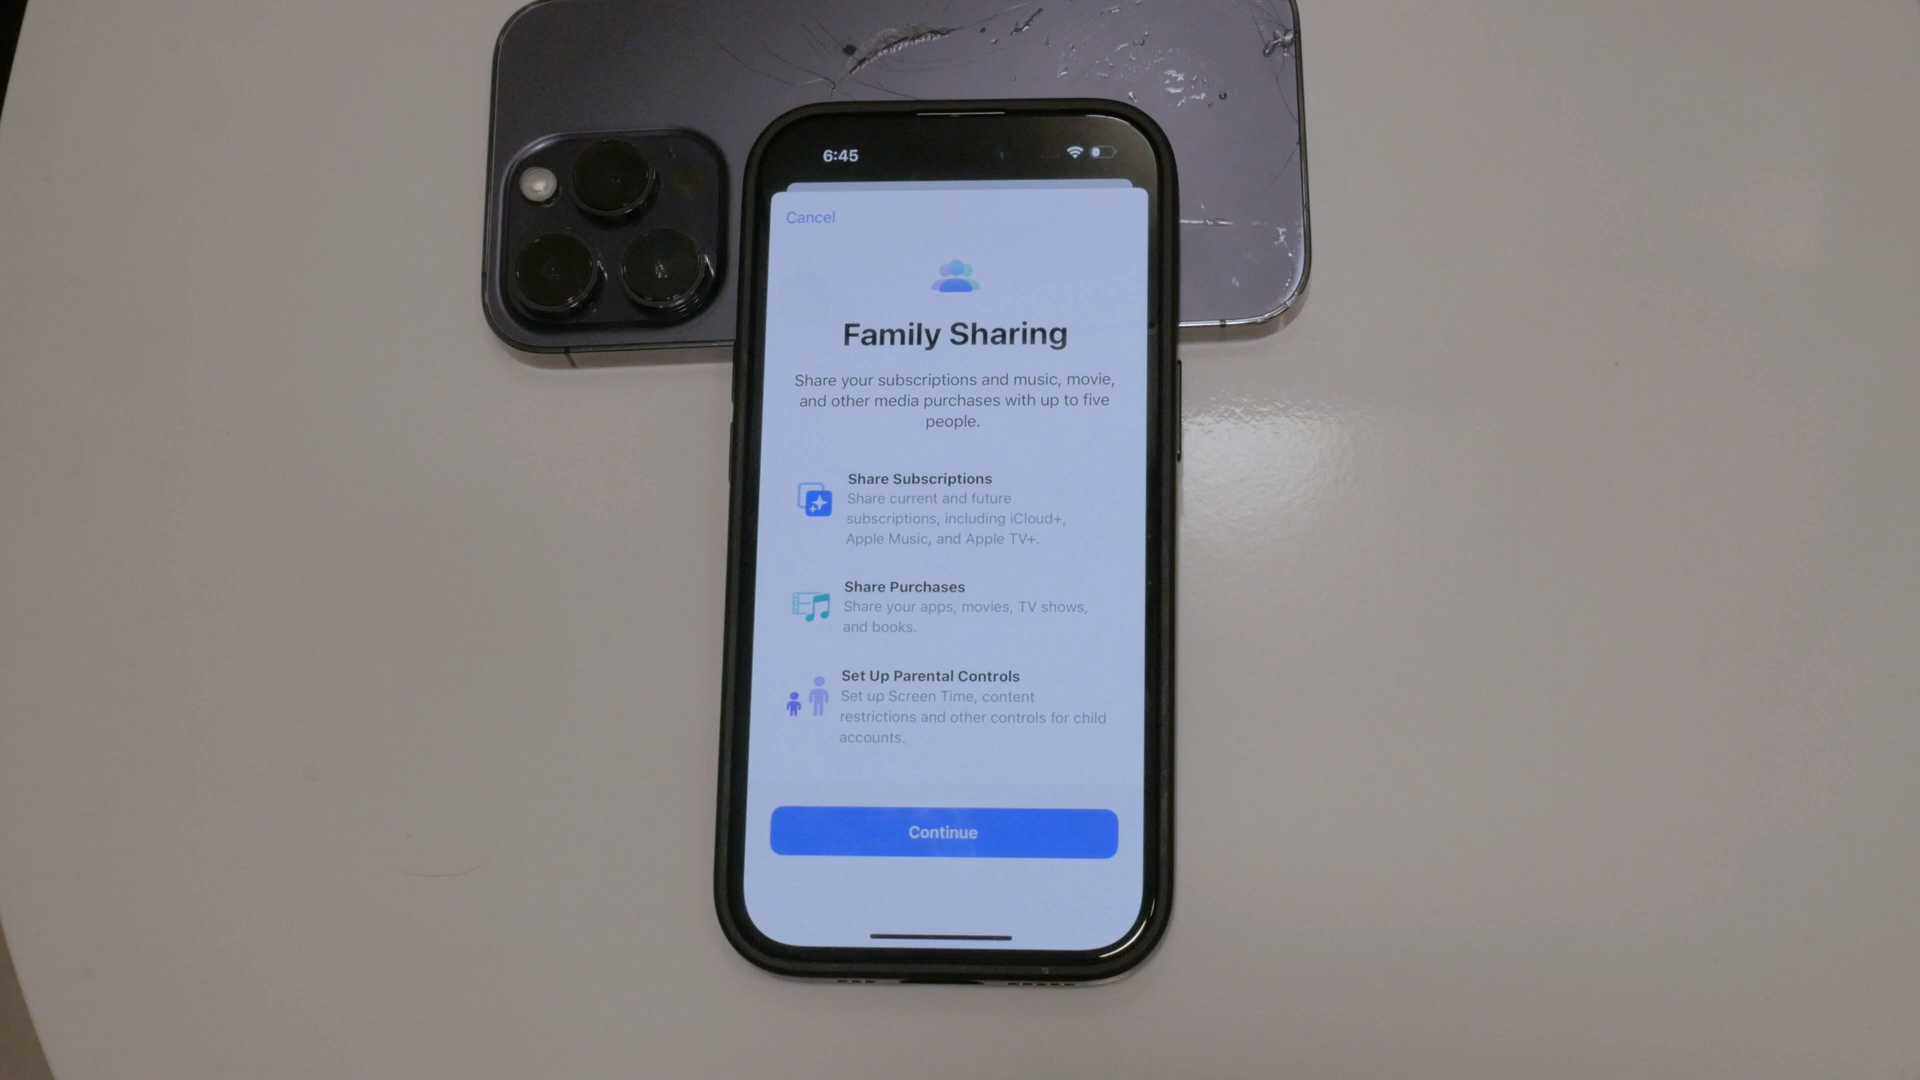 6:45
Cancel
Family Sharing
Share your subscriptions and music, movie,
and other media purchases with up to five
people.
Share Subscriptions
Share current and future
subscriptions, including iCloud+,
Apple Music, and Apple TV+.
Share Purchases
Share your apps, movies, TV shows,
and books.
Set Up Parental Controls
Set up Screen Time, content
restrictions and other controls for child
accounts.
Continue